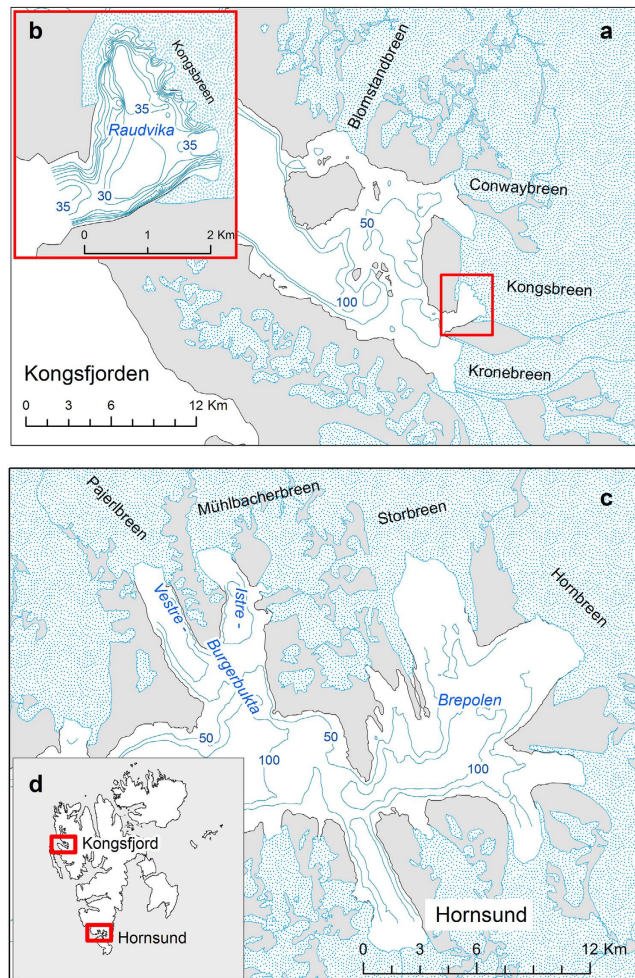 b
Kongsbreen
35
Raudvika
35
30
35
0 1 2 Km
a
Blomstandbreen
Conwaybreen
50
Kongsbreen
100
Kronebreen
Kongsfjorden
0 3 6 12 Km
c
Pajerlbreen
Mühlbacherbreen
Storbreen
Hornbreen
Vestre -
Istre -
Burgerbukta
Brepolen
50
50
100
100
d
Kongsfjord
Hornsund
Hornsund
0 3 6 12 Km